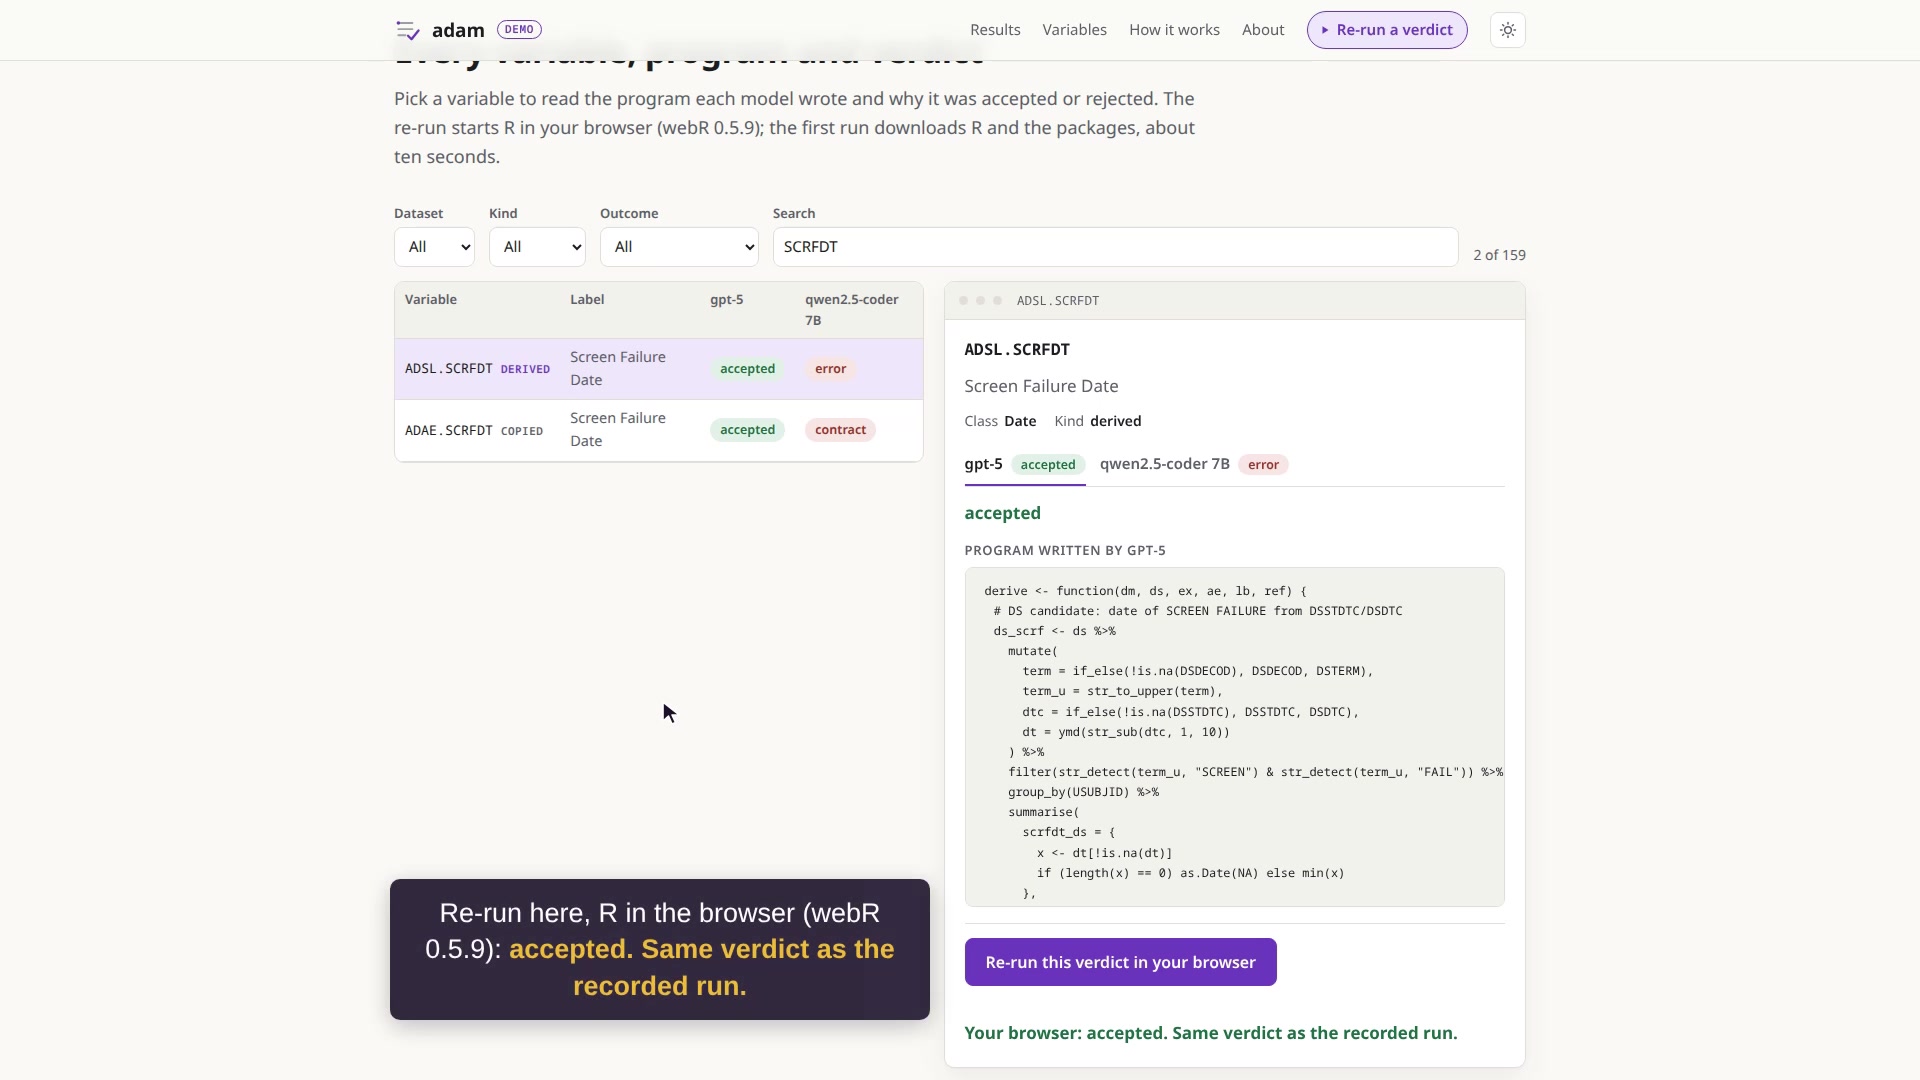 adam DEMO Results Variables How it works About Re-run a verdict
Every variable, program and verdict
Pick a variable to read the program each model wrote and why it was accepted or rejected. The
re-run starts R in your browser (webR 0.5.9); the first run downloads R and the packages, about
ten seconds.
Dataset Kind Outcome Search
All All All SCRFDT 2 of 159
Variable Label gpt-5 qwen2.5-coder
7B
ADSL.SCRFDT DERIVED Screen Failure
Date accepted error
ADAE.SCRFDT COPIED Screen Failure
Date accepted contract
ADSL.SCRFDT
ADSL.SCRFDT
Screen Failure Date
Class Date Kind derived
gpt-5 accepted qwen2.5-coder 7B error
accepted
PROGRAM WRITTEN BY GPT-5
derive <- function(dm, ds, ex, ae, lb, ref) {
# DS candidate: date of SCREEN FAILURE from DSSTDTC/DSDTC
ds_scrf <- ds %>%
mutate(
term = if_else(!is.na(DSDECOD), DSDECOD, DSTERM),
term_u = str_to_upper(term),
dtc = if_else(!is.na(DSSTDTC), DSSTDTC, DSDTC),
dt = ymd(str_sub(dtc, 1, 10))
) %>%
filter(str_detect(term_u, "SCREEN") & str_detect(term_u, "FAIL")) %>%
group_by(USUBJID) %>%
summarise(
scrfdt_ds = {
x <- dt[!is.na(dt)]
if (length(x) == 0) as.Date(NA) else min(x)
},
Re-run this verdict in your browser
Your browser: accepted. Same verdict as the recorded run.
Re-run here, R in the browser (webR
0.5.9): accepted. Same verdict as the
recorded run.